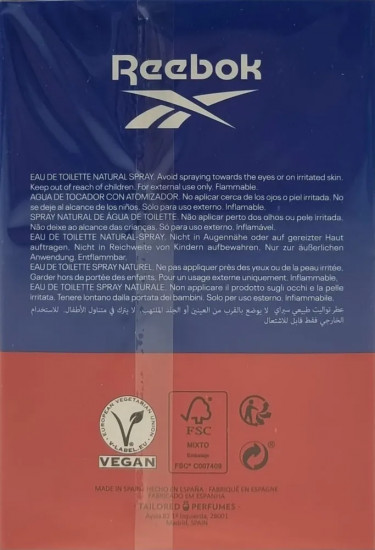 Reebok
EAU DE TOILETTE NATURAL SPRAY. Avoid spraying towards the eyes or on irritated skin.
Keep out of reach of children. For external use only. Flammable.
AGUA DE TOCADOR CON ATOMIZADOR. No aplicar cerca de los ojos o piel irritada. No
se deje al alcance de los niños. Sólo para uso externo. Inflamable.
SPRAY NATURAL DE ÁGUA DE TOILETTE. Não aplicar perto dos olhos ou pele irritada.
Não deixe ao alcance das crianças. Só para uso externo. Inflamável.
EAU DE TOILETTE NATURAL-SPRAY. Nicht in Augennähe oder auf gereizter Haut
auftragen. Nicht in Reichweite von Kindern aufbewahren. Nur zur äußerlichen
Anwendung. Entflammbar.
EAU DE TOILETTE SPRAY NATUREL. Ne pas appliquer près des yeux ou de la peau irritée.
Garder hors de portée des enfants. Pour un usage externe uniquement. Inflammable.
EAU DE TOILETTE SPRAY NATURALE. Non applicare il prodotto sugli occhi e la pelle
irritata. Tenere lontano dalla portata dei bambini. Solo per uso esterno. Infiammabile.
عطر تواليت طبيعي سبراي. لا يوضع بالقرب من العينين أو الجلد الملتهب. لا يترك في متناول الأطفال. للاستخدام
الخارجي فقط قابل للاشتعال
EUROPEAN VEGETARIAN UNION
V-LABEL.EU
VEGAN
FSC
MIXTO
FSC®
MADE IN SPAIN - HECHO EN ESPAÑA - FABRIQUÉ EN ESPAGNE
FABRICADO EM ESPANHA
TAILORED PERFUMES
Madrid, SPAIN